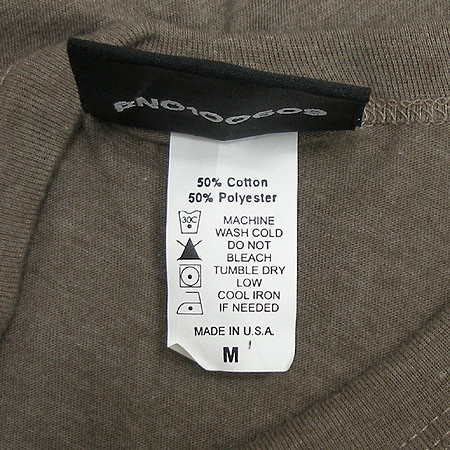 RN0100609
50% Cotton
50% Polyester
30C
MACHINE
WASH COLD
DO NOT
BLEACH
TUMBLE DRY
LOW
COOL IRON
IF NEEDED
MADE IN U.S.A.
M